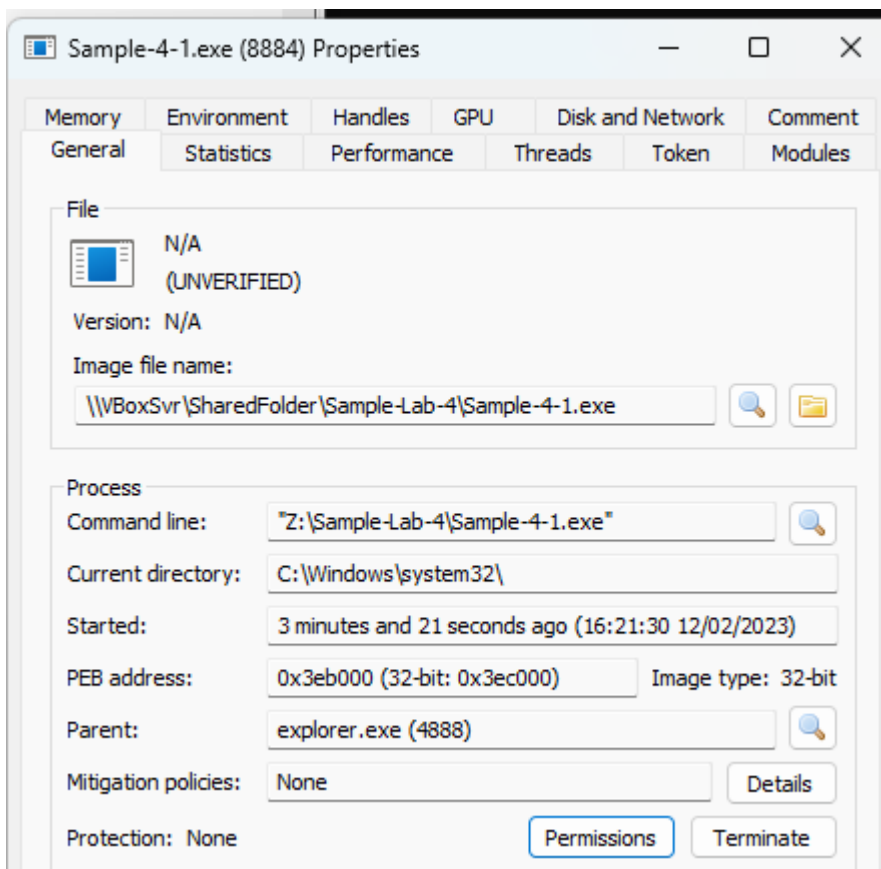 Sample-4-1.exe (8884) Properties
Memory Environment Handles GPU Disk and Network Comment
General Statistics Performance Threads Token Modules
File
N/A
(UNVERIFIED)
Version: N/A
Image file name:
\\VBoxSvr\SharedFolder\Sample-Lab-4\Sample-4-1.exe
Process
Command line: "Z:\Sample-Lab-4\Sample-4-1.exe"
Current directory: C:\Windows\system32\
Started: 3 minutes and 21 seconds ago (16:21:30 12/02/2023)
PEB address: 0x3eb000 (32-bit: 0x3ec000) Image type: 32-bit
Parent: explorer.exe (4888)
Mitigation policies: None Details
Protection: None Permissions Terminate